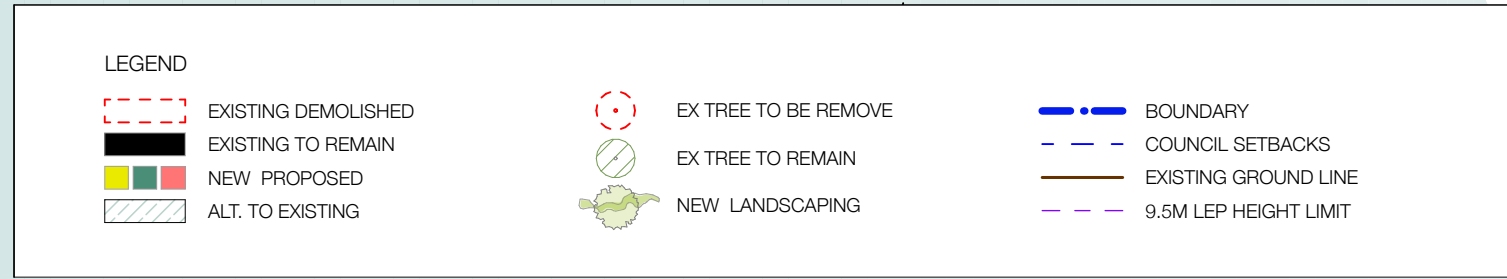 LEGEND
EXISTING DEMOLISHED
EXISTING TO REMAIN
NEW PROPOSED
ALT. TO EXISTING
EX TREE TO BE REMOVE
EX TREE TO REMAIN
NEW LANDSCAPING
BOUNDARY
COUNCIL SETBACKS
EXISTING GROUND LINE
9.5M LEP HEIGHT LIMIT